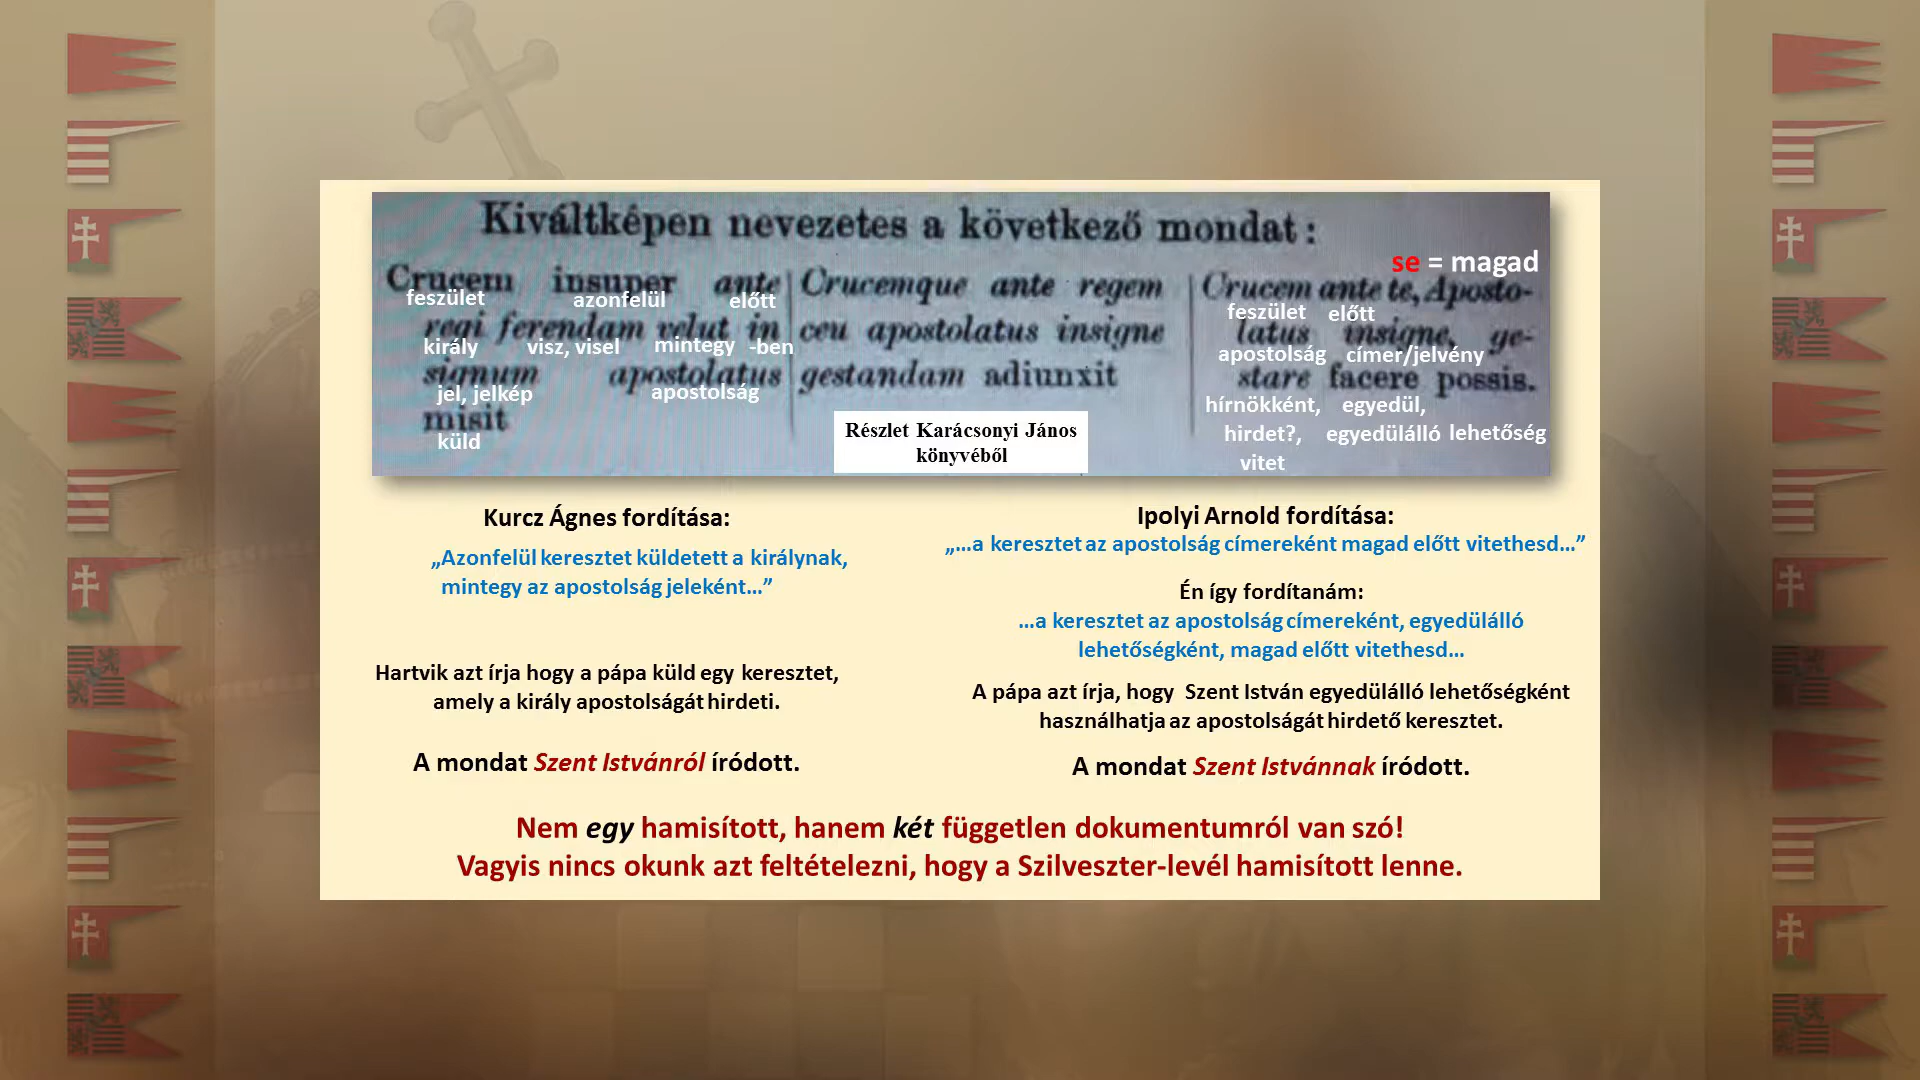 Kiváltképen nevezetes a következő mondat:
se = magad
Crucem insuper ante
feszület azonfelül előtt
regi ferendam velut in
király visz, visel mintegy -ben
signum apostolatus
jel, jelkép apostolság
misit
küld
Crucemque ante regem
ceu apostolatus insigne
gestandam adiunxit
Részlet Karácsonyi János
könyvéből
Crucem ante te, Aposto-
feszület előtt
latus insigne, ge-
apostolság címer/jelvény
stare facere possis.
hírnökként, egyedül,
hirdet?, egyedülálló lehetőség
vitet
Kurcz Ágnes fordítása:
„Azonfelül keresztet küldetett a királynak,
mintegy az apostolság jeleként…”
Hartvik azt írja hogy a pápa küld egy keresztet,
amely a király apostolságát hirdeti.
A mondat Szent Istvánról íródott.
Ipolyi Arnold fordítása:
„…a keresztet az apostolság címereként magad előtt vitethesd…”
Én így fordítanám:
…a keresztet az apostolság címereként, egyedülálló
lehetőségként, magad előtt vitethesd…
A pápa azt írja, hogy Szent István egyedülálló lehetőségként
használhatja az apostolságát hirdető keresztet.
A mondat Szent Istvánnak íródott.
Nem egy hamisított, hanem két független dokumentumról van szó!
Vagyis nincs okunk azt feltételezni, hogy a Szilveszter-levél hamisított lenne.